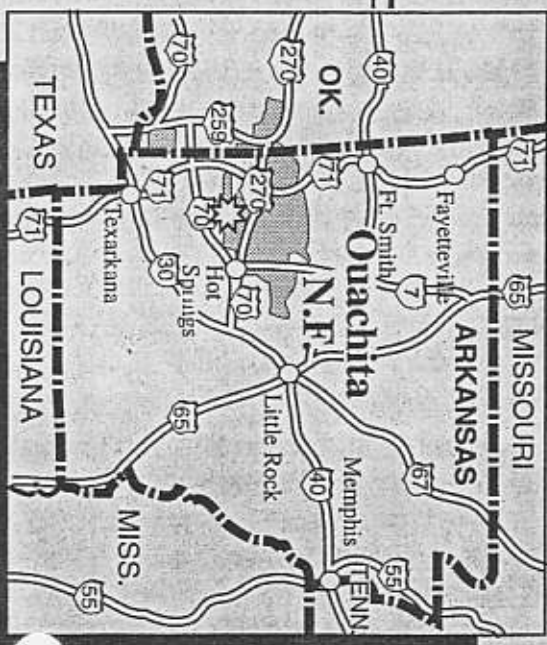 MISSOURI
71
65
ARKANSAS
Fayetteville
67
7
55
40
Ft. Smith
Ouachita
N.F.
Memphis
TENN.
OK.
71
40
270
Little Rock
270
70
259
Hot
Springs
70
70
65
30
71
MISS.
Texarkana
55
TEXAS
71
LOUISIANA